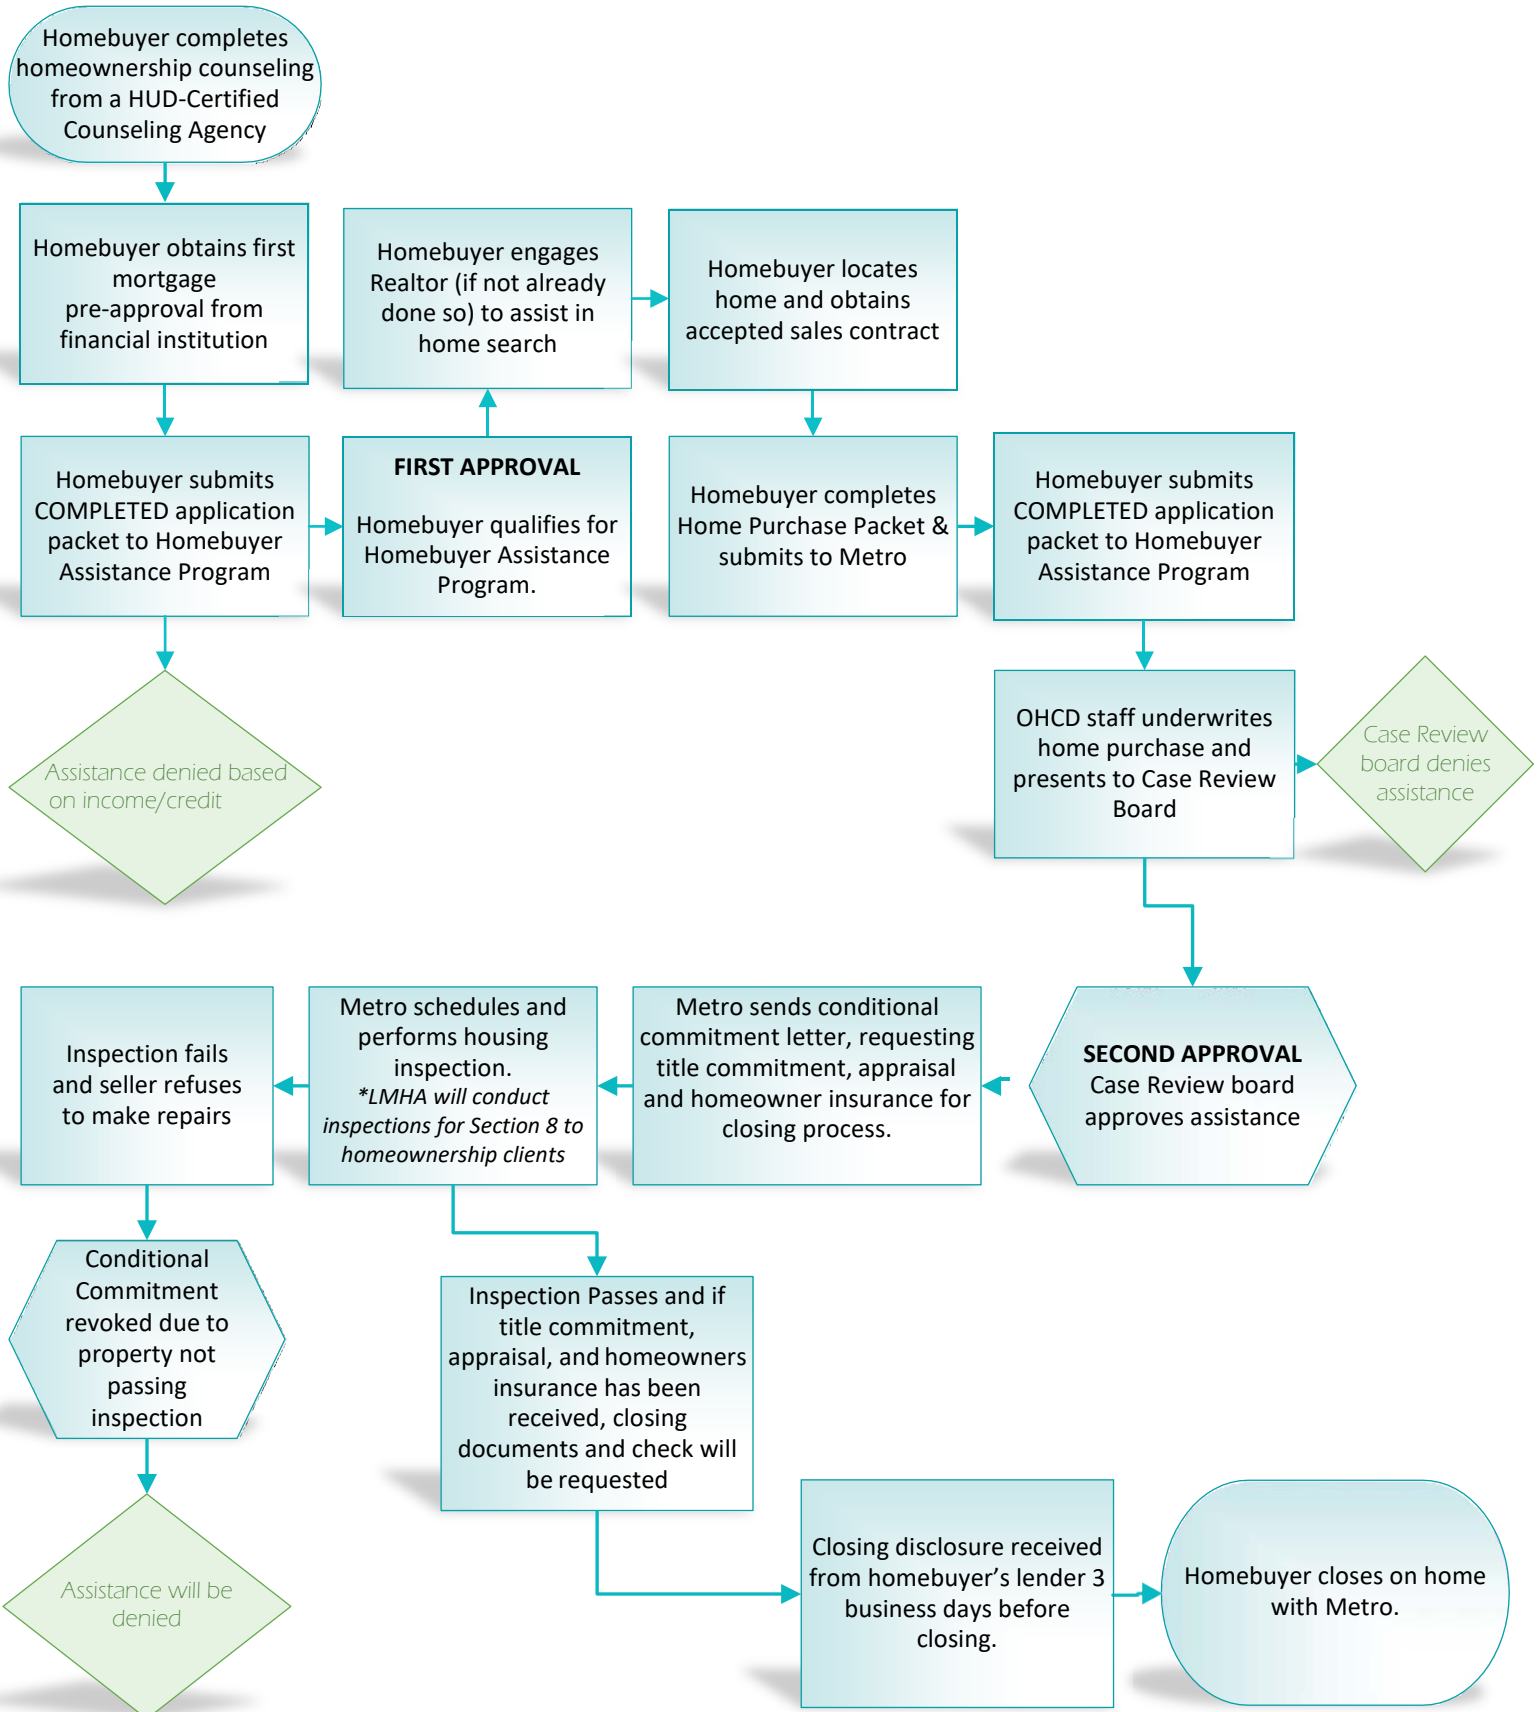 Homebuyer completes
homeownership counseling
from a HUD-Certified
Counseling Agency
Homebuyer obtains first
mortgage
pre-approval from
financial institution
Homebuyer engages
Realtor (if not already
done so) to assist in
home search
Homebuyer locates
home and obtains
accepted sales contract
Homebuyer submits
COMPLETED application
packet to Homebuyer
Assistance Program
FIRST APPROVAL
Homebuyer qualifies for
Homebuyer Assistance
Program.
Homebuyer completes
Home Purchase Packet &
submits to Metro
Homebuyer submits
COMPLETED application
packet to Homebuyer
Assistance Program
Assistance denied based
on income/credit
OHCD staff underwrites
home purchase and
presents to Case Review
Board
Case Review
board denies
assistance
Inspection fails
and seller refuses
to make repairs
Metro schedules and
performs housing
inspection.
*LMHA will conduct
inspections for Section 8 to
homeownership clients
Metro sends conditional
commitment letter, requesting
title commitment, appraisal
and homeowner insurance for
closing process.
SECOND APPROVAL
Case Review board
approves assistance
Conditional
Commitment
revoked due to
property not
passing
inspection
Inspection Passes and if
title commitment,
appraisal, and homeowners
insurance has been
received, closing
documents and check will
be requested
Assistance will be
denied
Closing disclosure received
from homebuyer’s lender 3
business days before
closing.
Homebuyer closes on home
with Metro.